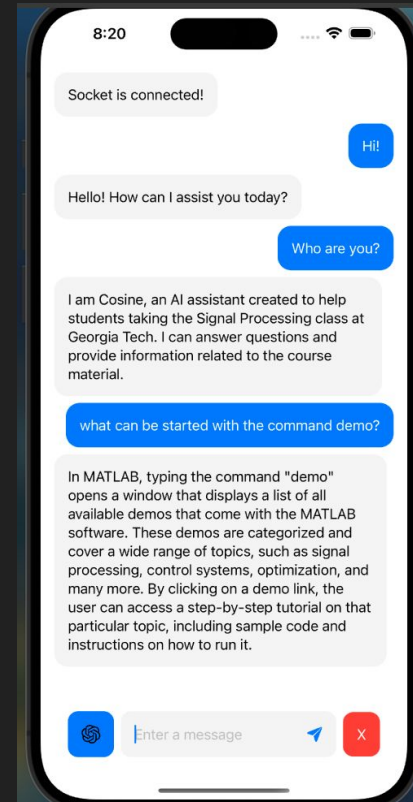 8:20
Socket is connected!
Hi!
Hello! How can I assist you today?
Who are you?
I am Cosine, an AI assistant created to help
students taking the Signal Processing class at
Georgia Tech. I can answer questions and
provide information related to the course
material.
what can be started with the command demo?
In MATLAB, typing the command "demo"
opens a window that displays a list of all
available demos that come with the MATLAB
software. These demos are categorized and
cover a wide range of topics, such as signal
processing, control systems, optimization, and
many more. By clicking on a demo link, the
user can access a step-by-step tutorial on that
particular topic, including sample code and
instructions on how to run it.
Enter a message
X